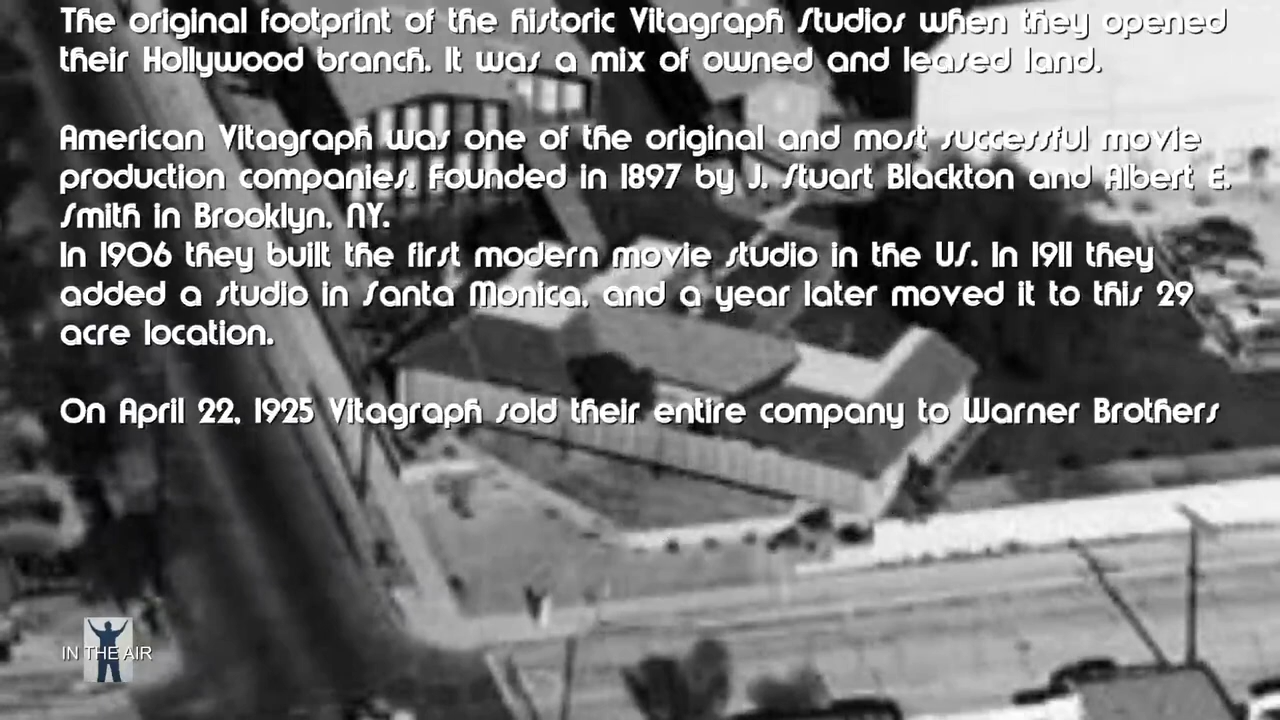 The original footprint of the historic Vitagraph Studios when they opened
their Hollywood branch. It was a mix of owned and leased land.
American Vitagraph was one of the original and most successful movie
production companies. Founded in 1897 by J. Stuart Blackton and Albert E.
Smith in Brooklyn, NY.
In 1906 they built the first modern movie studio in the US. In 1911 they
added a studio in Santa Monica, and a year later moved it to this 29
acre location.
On April 22, 1925 Vitagraph sold their entire company to Warner Brothers
IN THE AIR